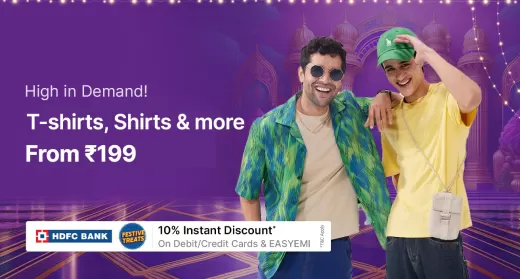 High in Demand!
T-shirts, Shirts & more
From ₹199
HDFC BANK
FESTIVE
TREATS
10% Instant Discount*
On Debit/Credit Cards & EASYEMI
*T&C Apply